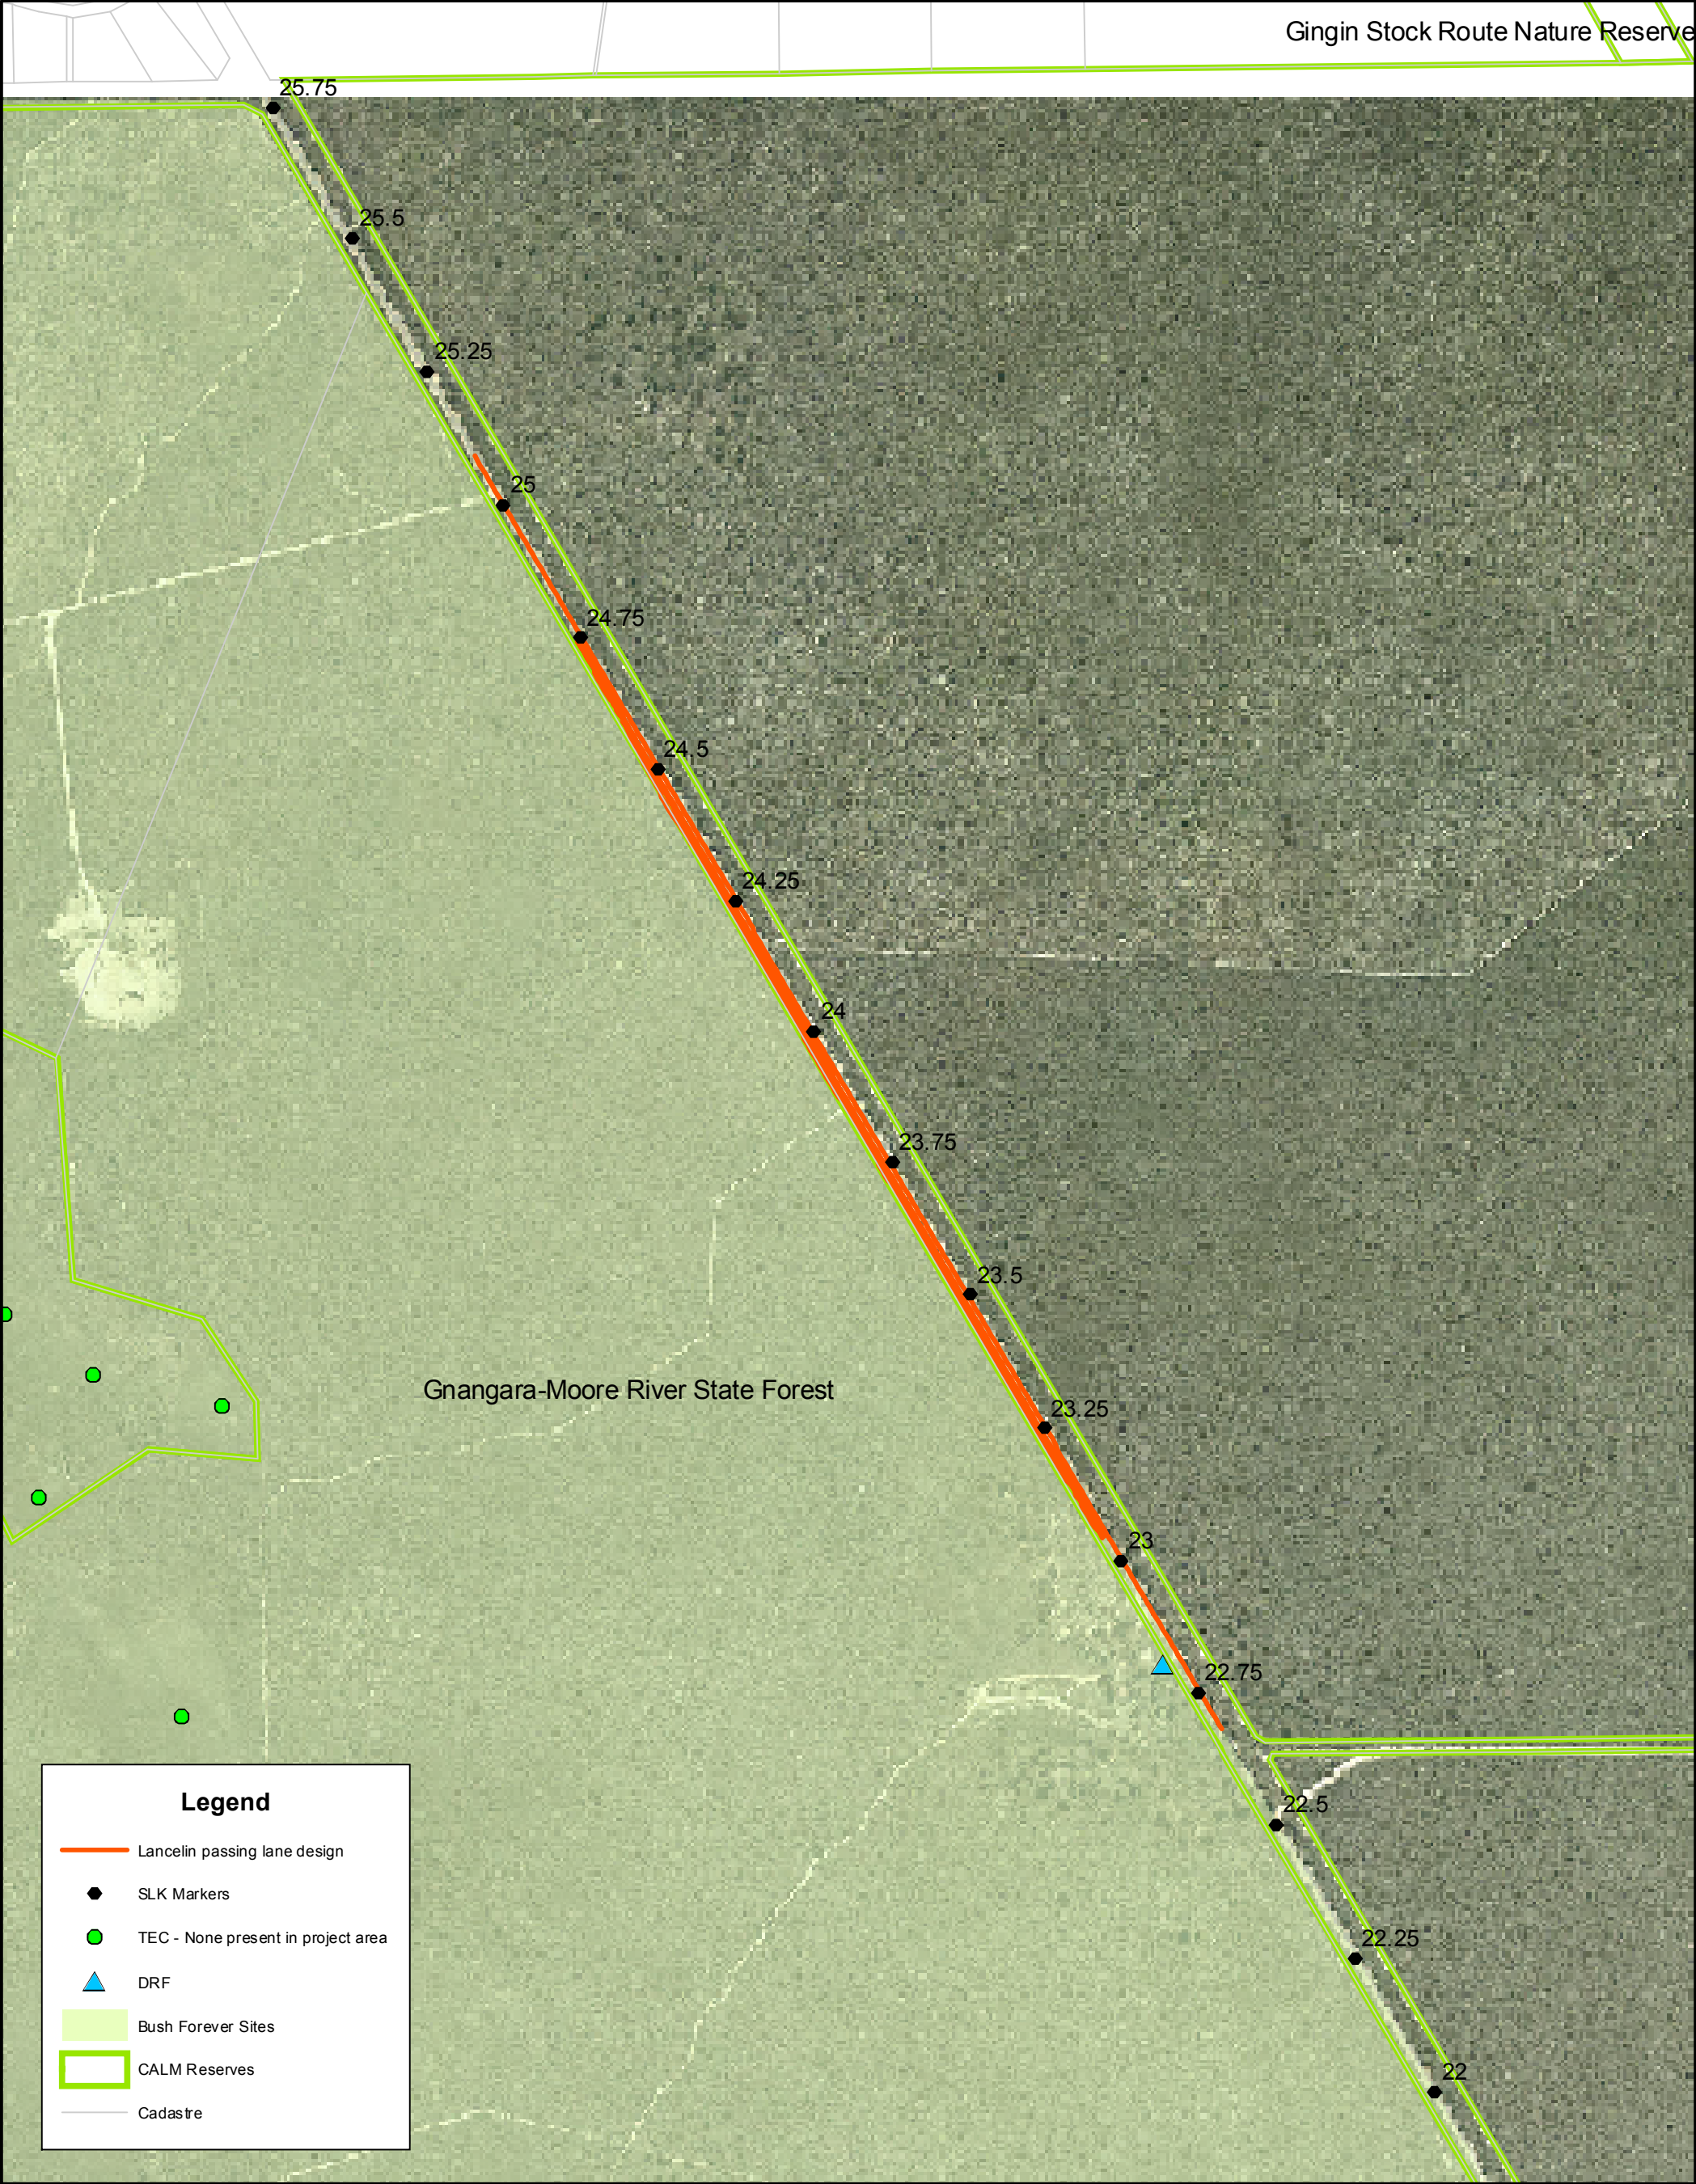 Gingin Stock Route Nature Reserve
25.75
25.5
25.25
25
24.75
24.5
24.25
24
23.75
23.5
Gnangara-Moore River State Forest
23.25
23
22.75
22.5
22.25
22
Legend
Lancelin passing lane design
SLK Markers
TEC - None present in project area
DRF
Bush Forever Sites
CALM Reserves
Cadastre